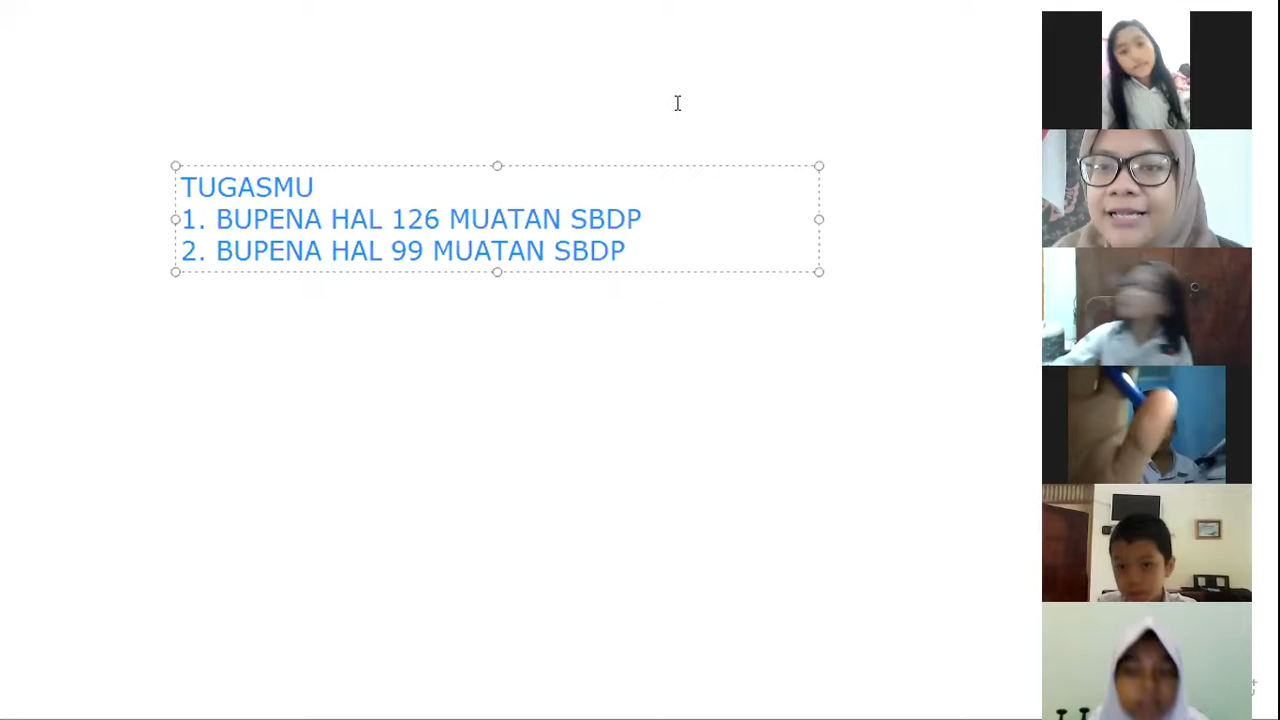 TUGASMU
1. BUPENA HAL 126 MUATAN SBDP
2. BUPENA HAL 99 MUATAN SBDP